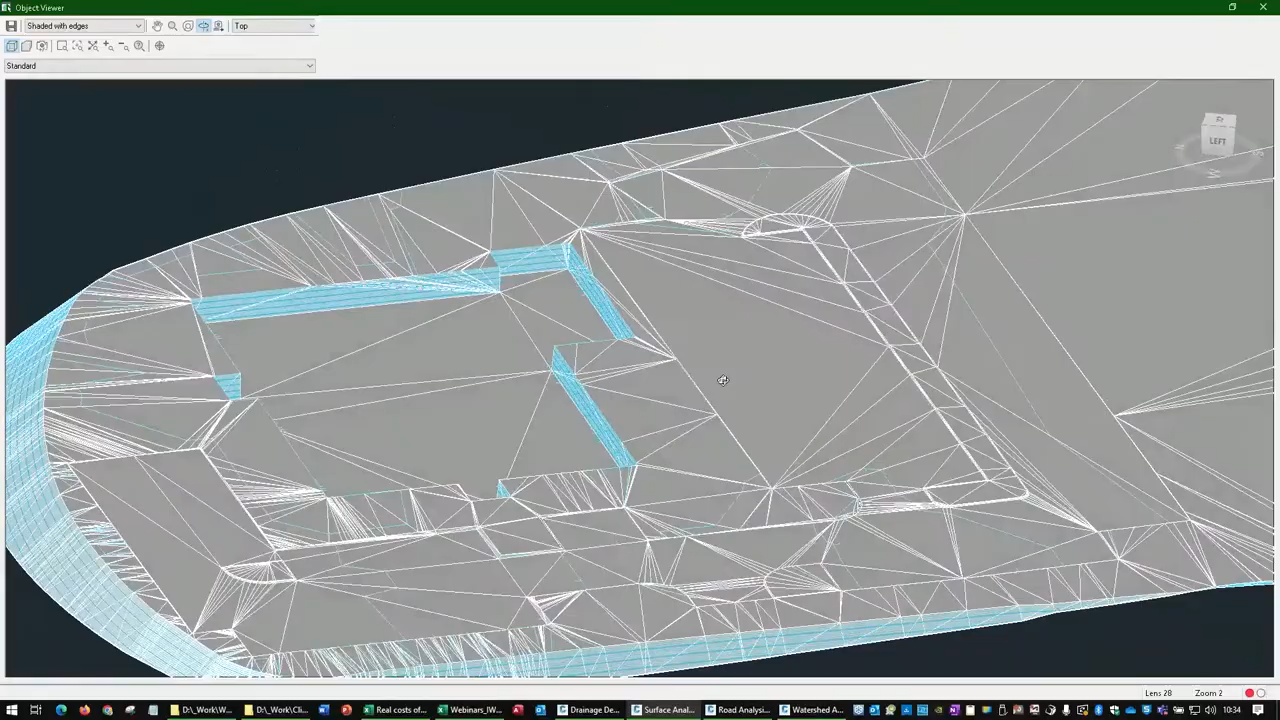 Object Viewer
Shaded with edges
Top
Standard
LEFT
Lens 28
Zoom 2
D:\_Work\W...
D:\_Work\Cli...
Real costs of...
Webinars_IW...
Drainage De...
Surface Anal...
Road Analysi...
Watershed A...
10:34